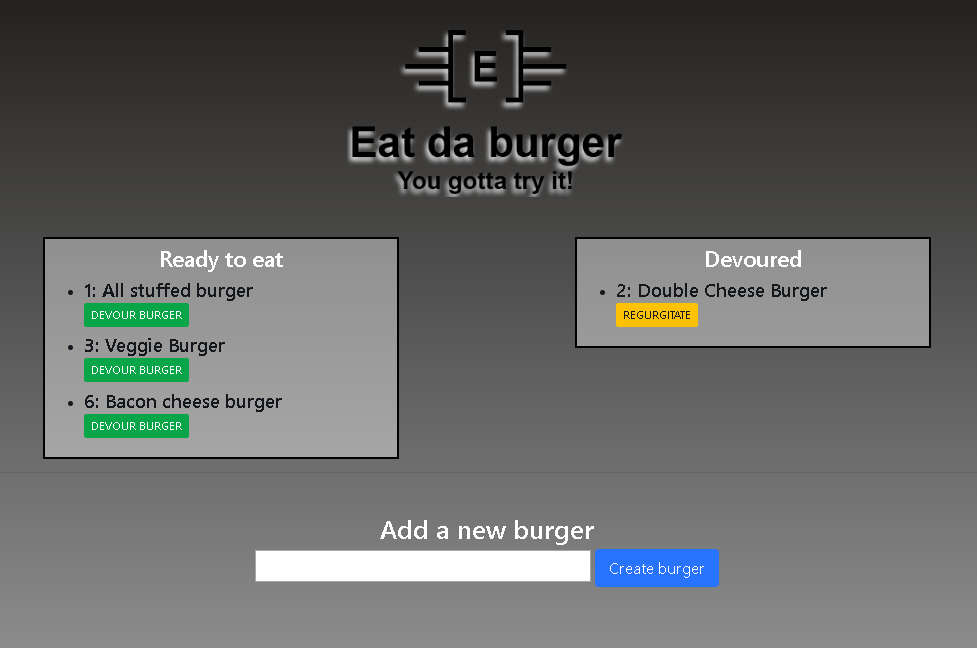 [E]
Eat da burger
You gotta try it!
Ready to eat
1: All stuffed burger
DEVOUR BURGER
3: Veggie Burger
DEVOUR BURGER
6: Bacon cheese burger
DEVOUR BURGER
Devoured
2: Double Cheese Burger
REGURGITATE
Add a new burger
Create burger